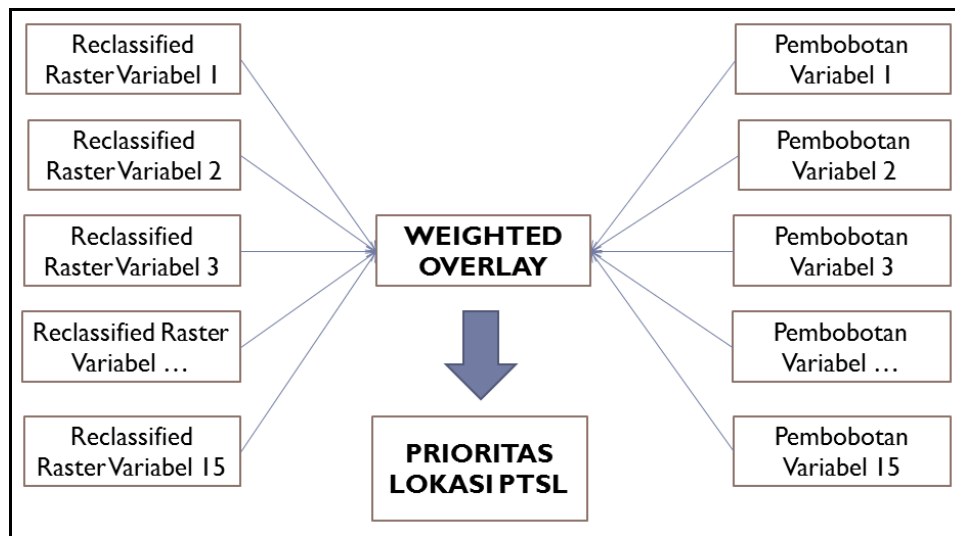 Reclassified
Raster Variabel 1
Reclassified
Raster Variabel 2
Reclassified
Raster Variabel 3
Reclassified Raster
Variabel ...
Reclassified
Raster Variabel 15
WEIGHTED
OVERLAY
PRIORITAS
LOKASI PTSL
Pembobotan
Variabel 1
Pembobotan
Variabel 2
Pembobotan
Variabel 3
Pembobotan
Variabel ...
Pembobotan
Variabel 15